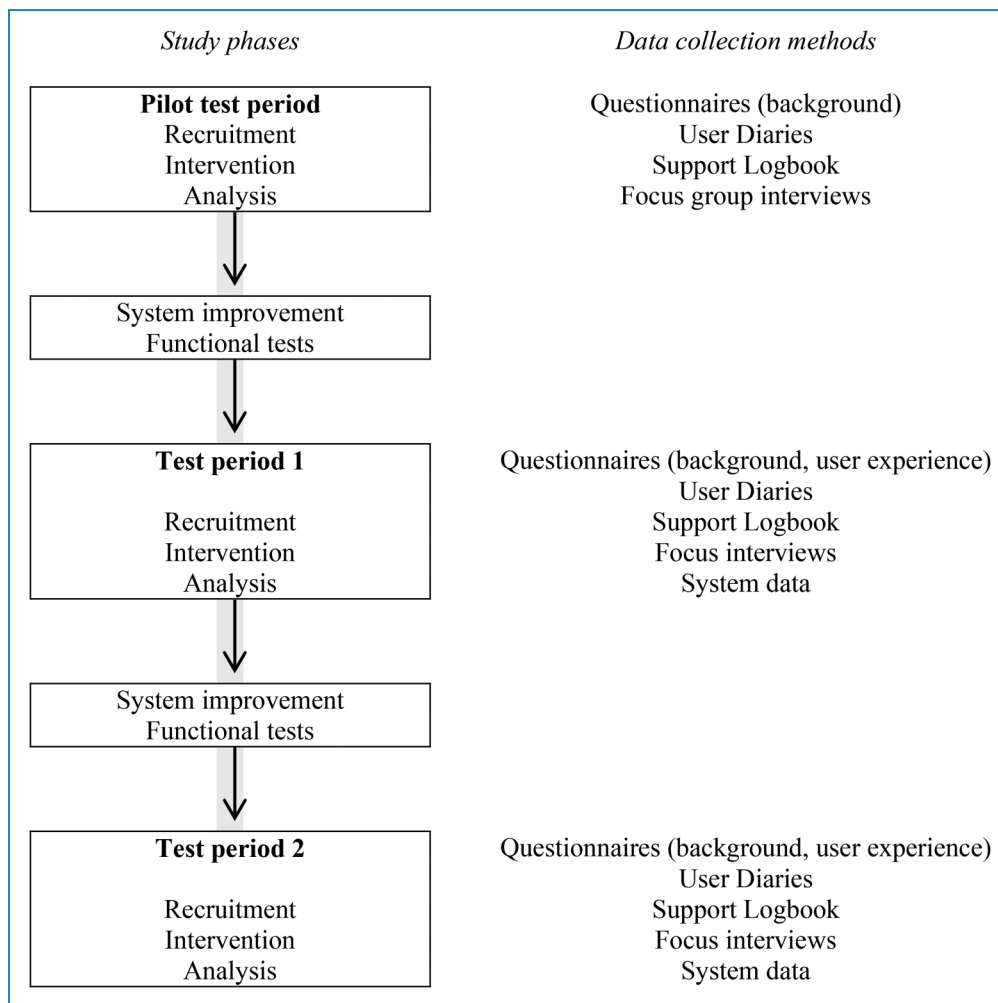 Study phases
Data collection methods
Pilot test period
Recruitment
Intervention
Analysis
Questionnaires (background)
User Diaries
Support Logbook
Focus group interviews
System improvement
Functional tests
Test period 1
Recruitment
Intervention
Analysis
Questionnaires (background, user experience)
User Diaries
Support Logbook
Focus interviews
System data
System improvement
Functional tests
Test period 2
Recruitment
Intervention
Analysis
Questionnaires (background, user experience)
User Diaries
Support Logbook
Focus interviews
System data